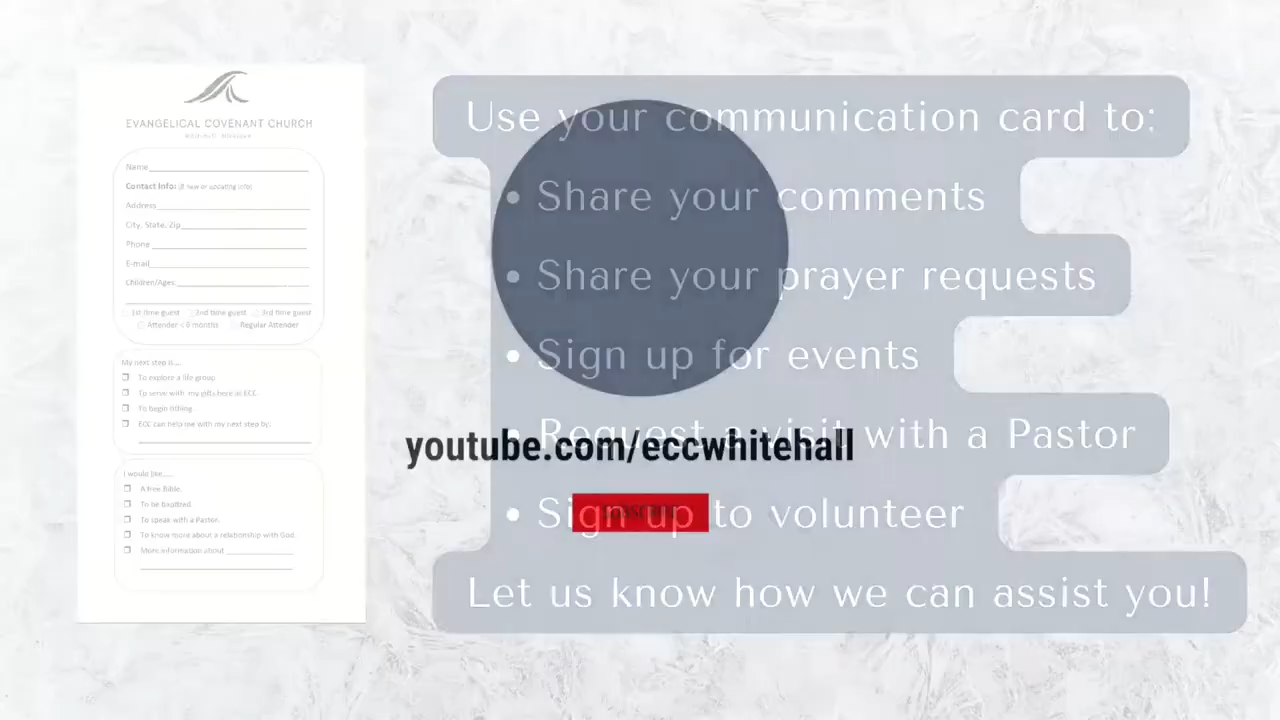 EVANGELICAL COVENANT CHURCH
Name
Contact Info: (if new or updating info)
Address
City, State, Zip
Phone
E-mail
Children/Ages
1st time guest 2nd time guest 3rd time guest
Attender < 6 months Regular Attender
My next step is...
To explore a life group.
To serve with my gifts here at ECC.
To begin tithing.
ECC can help me with my next step by:
I would like....
A free Bible.
To be baptized.
To speak with a Pastor.
To know more about a relationship with God.
More information about
Use your communication card to:
• Share your comments
• Share your prayer requests
• Sign up for events
• Request a visit with a Pastor
youtube.com/eccwhitehall
• Sign up to volunteer
Let us know how we can assist you!